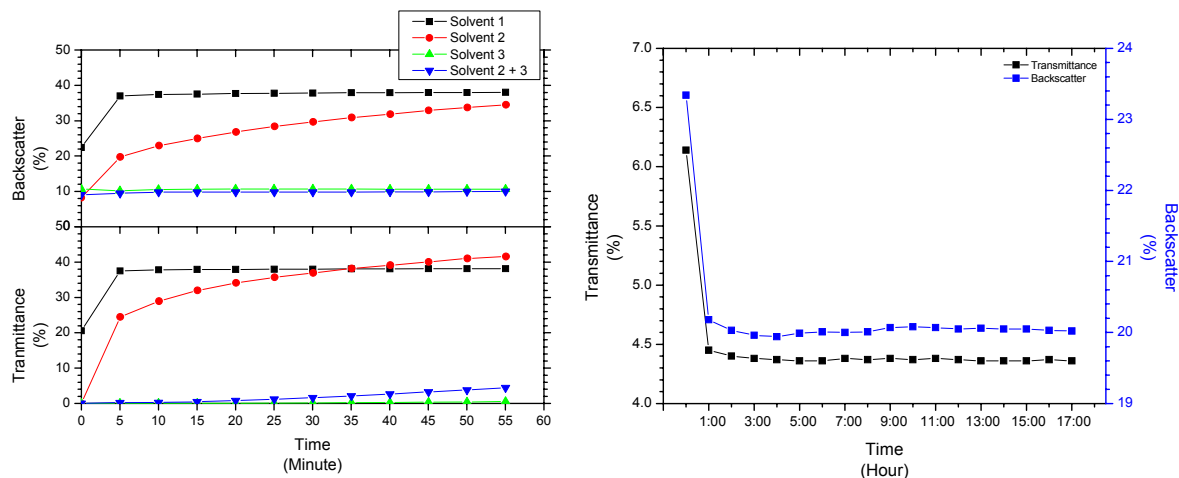 Solvent 1
Solvent 2
Solvent 3
Solvent 2 + 3
50
40
30
20
10
0
Backscatter
(%)
50
40
30
20
10
0
Tranmittance
(%)
0 5 10 15 20 25 30 35 40 45 50 55 60
Time
(Minute)
Transmittance
Backscatter
7.0
6.5
6.0
5.5
5.0
4.5
4.0
Transmittance
(%)
24
23
22
21
20
19
Backscatter
(%)
1:00 3:00 5:00 7:00 9:00 11:00 13:00 15:00 17:00
Time
(Hour)